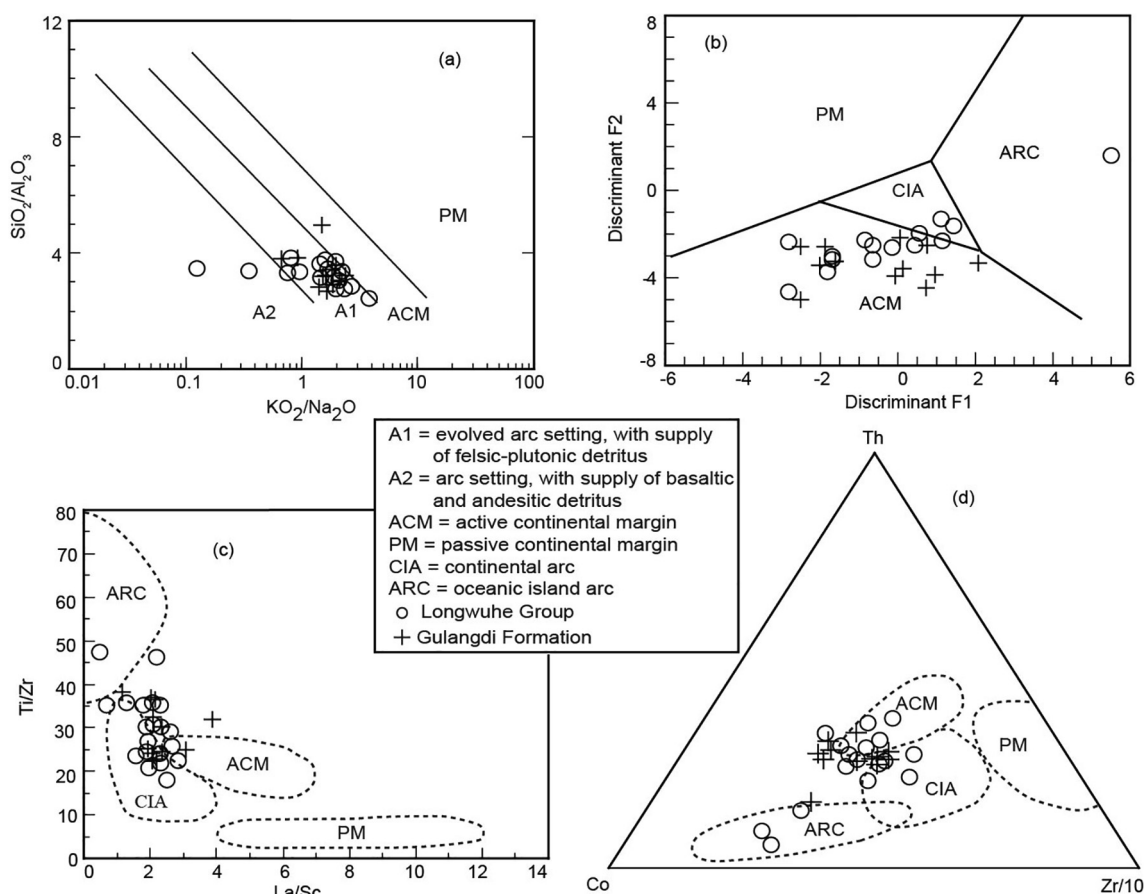 12
8
4
0
SiO2/Al2O3
(a)
PM
A2
A1
ACM
0.01
0.1
1
10
100
KO2/Na2O
8
4
0
-4
-8
Discriminant F2
(b)
PM
ARC
CIA
ACM
-6
-4
-2
0
2
4
6
Discriminant F1
A1 = evolved arc setting, with supply
of felsic-plutonic detritus
A2 = arc setting, with supply of basaltic
and andesitic detritus
ACM = active continental margin
PM = passive continental margin
CIA = continental arc
ARC = oceanic island arc
Longwuhe Group
Gulangdi Formation
80
70
60
50
40
30
20
10
0
Ti/Zr
(c)
ARC
CIA
ACM
PM
0
2
4
6
8
10
12
14
La/Sc
Th
(d)
ACM
PM
CIA
ARC
Co
Zr/10